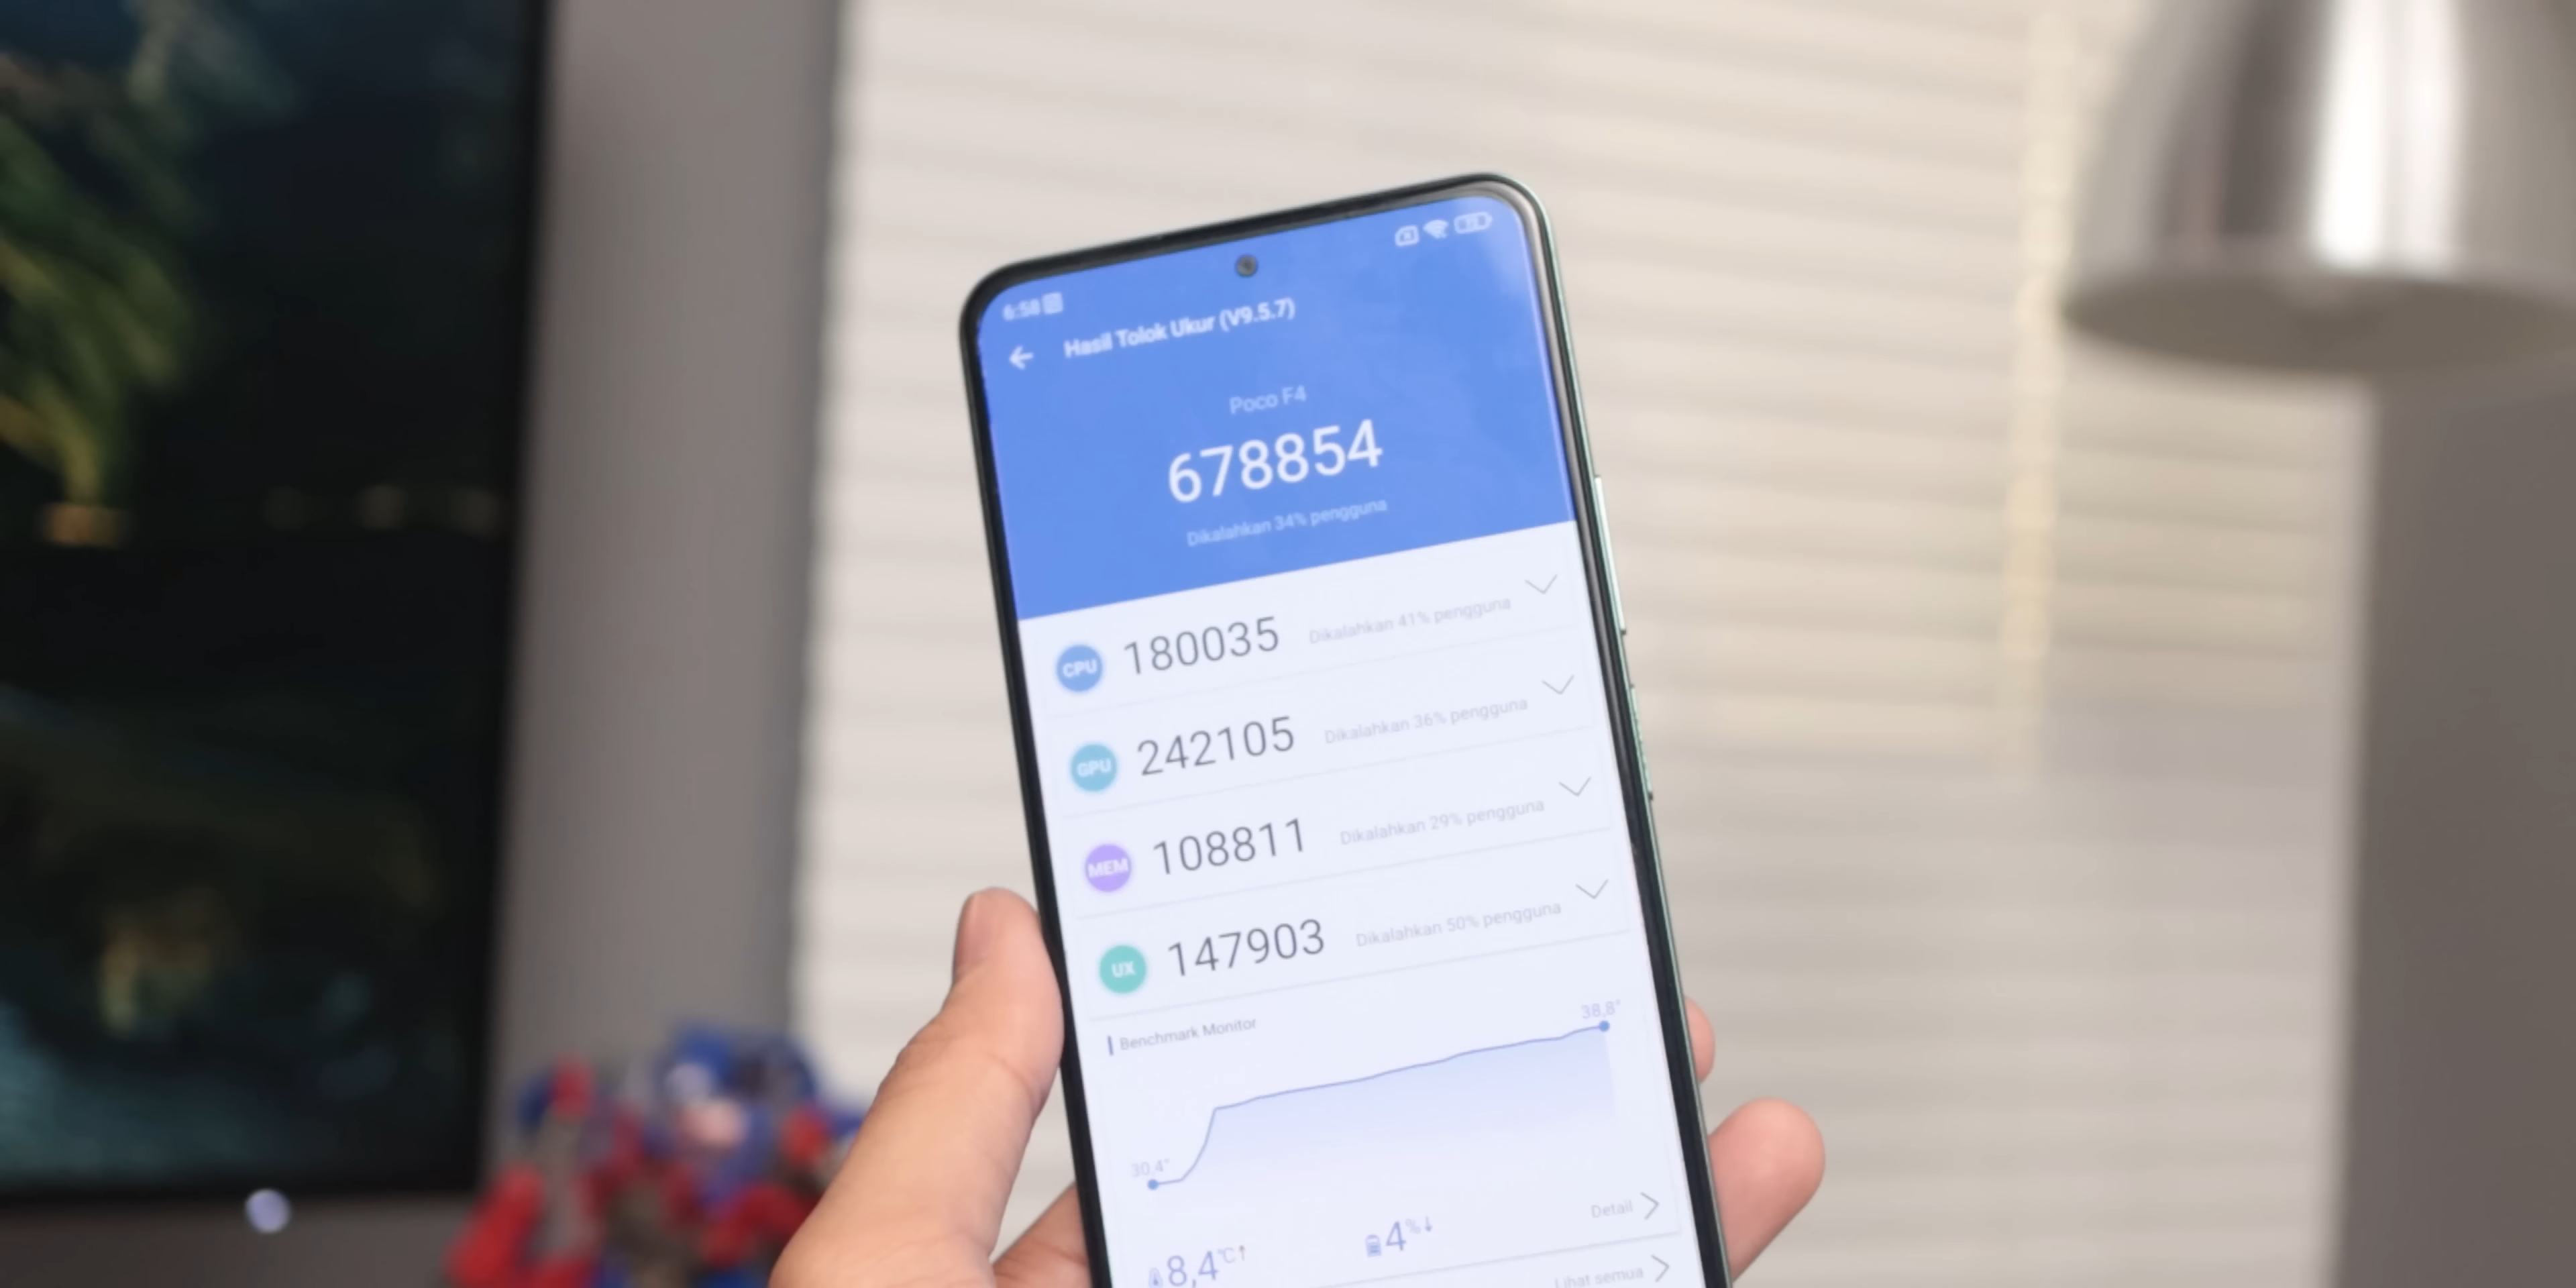 6:58
Hasil Tolok Ukur (V9.5.7)
Poco F4
678854
Dikalahkan 34% pengguna
CPU 180035 Dikalahkan 41% pengguna
GPU 242105 Dikalahkan 36% pengguna
MEM 108811 Dikalahkan 29% pengguna
UX 147903 Dikalahkan 50% pengguna
Benchmark Monitor
38,8°
30,4°
8,4°C↑ 4%↓ Detail
Lihat semua